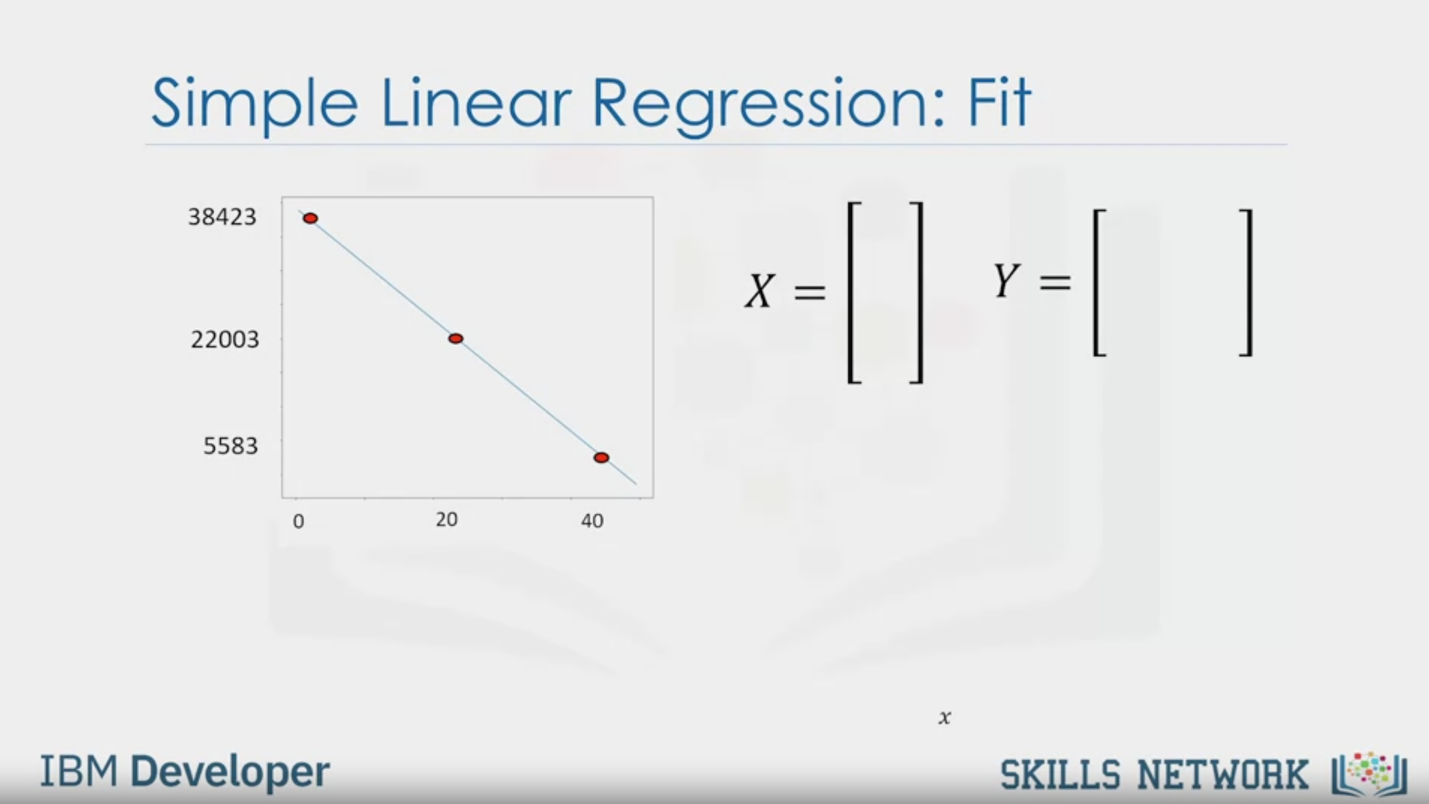 Simple Linear Regression: Fit
38423
22003
5583
0 20 40
X = [ ] Y = [ ]
x
IBM Developer
SKILLS NETWORK